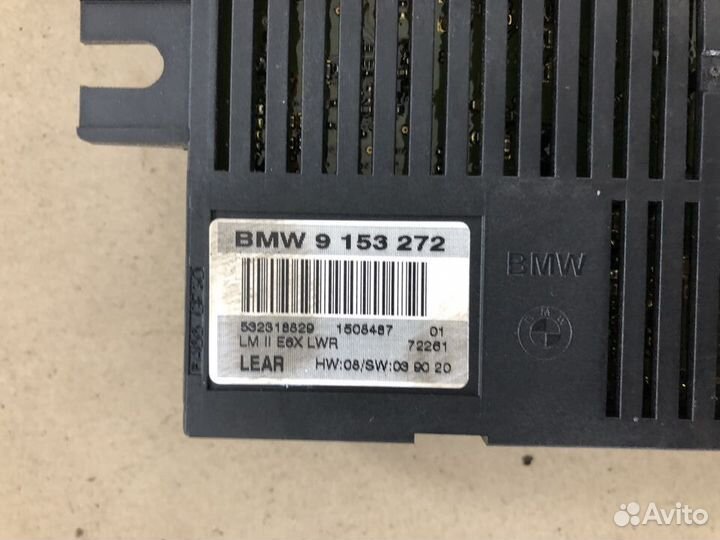 BMW 9 153 272
532318829 1508487 01
LM II E6X LWR 72261
LEAR HW:08/SW:03 90 20
BMW
BMW
Avito